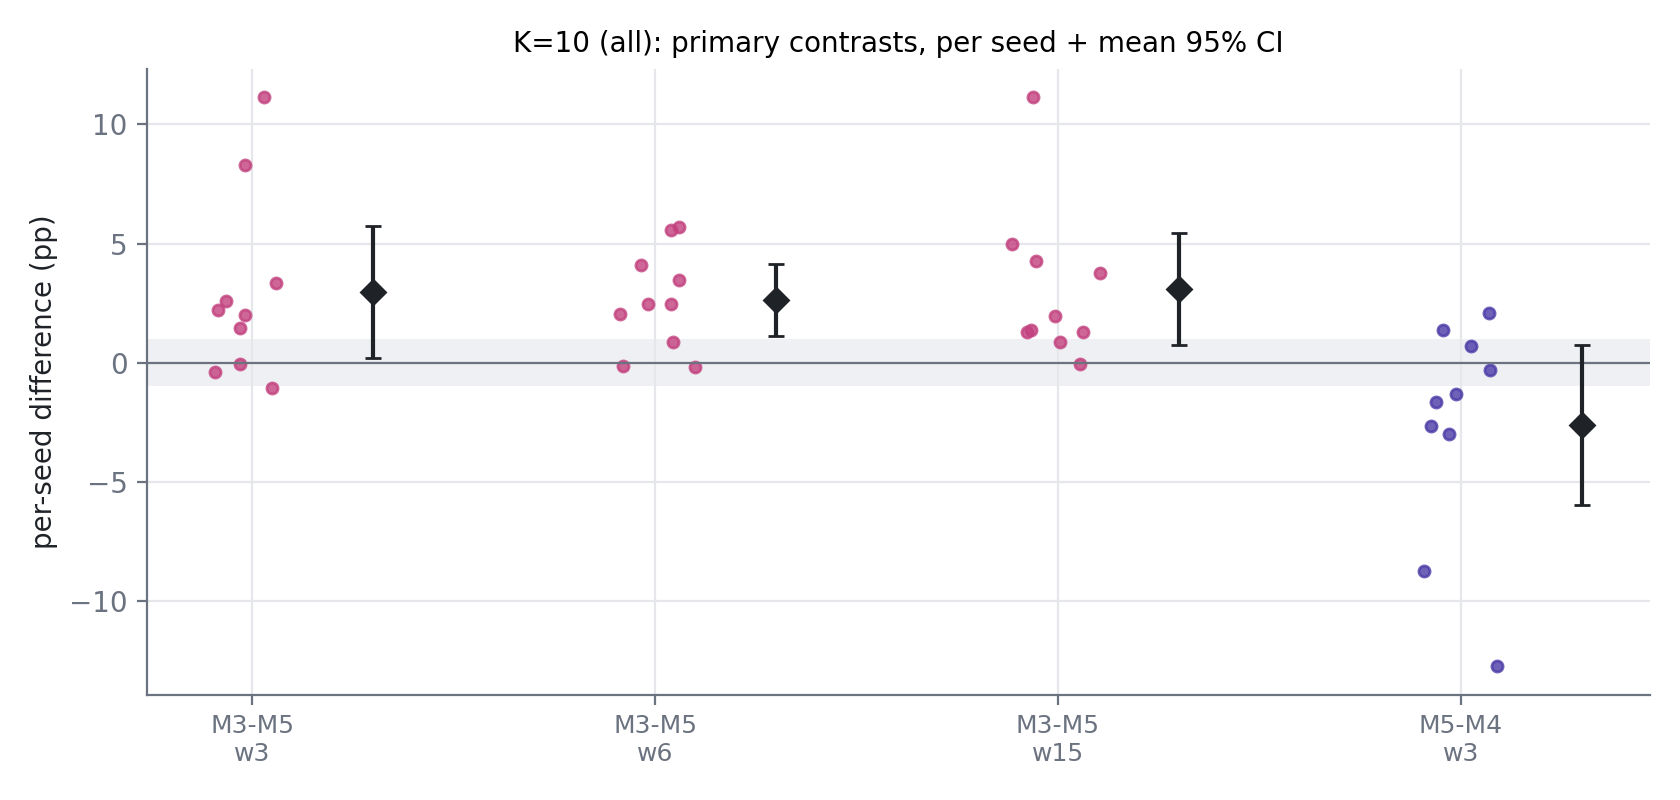 K=10 (all): primary contrasts, per seed + mean 95% CI
per-seed difference (pp)
10
5
0
−5
−10
M3-M5
w3
M3-M5
w6
M3-M5
w15
M5-M4
w3